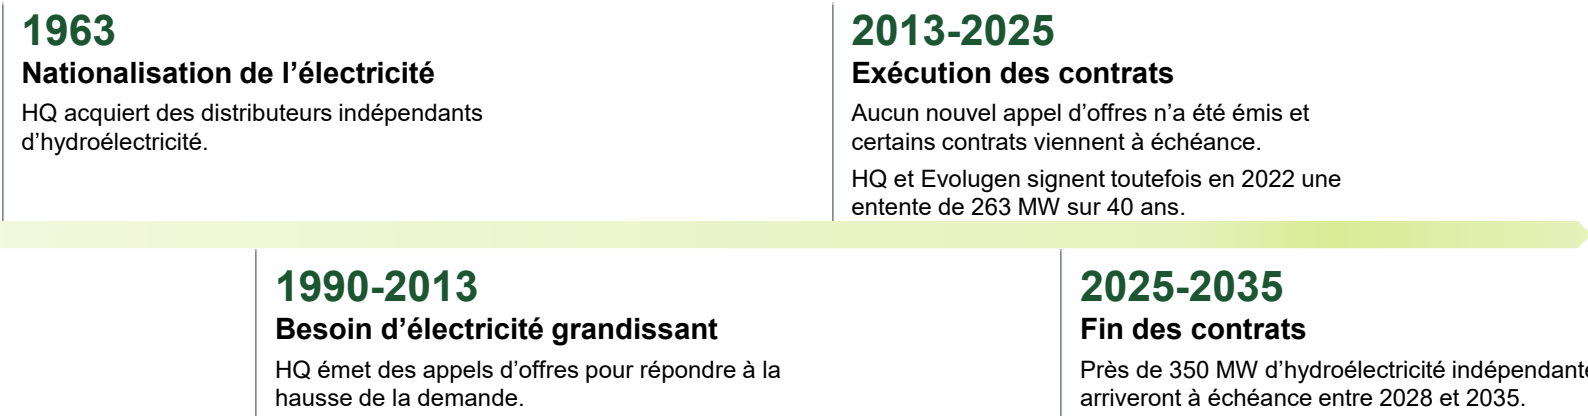 1963
Nationalisation de l’électricité
HQ acquiert des distributeurs indépendants
d’hydroélectricité.
1990-2013
Besoin d’électricité grandissant
HQ émet des appels d’offres pour répondre à la
hausse de la demande.
2013-2025
Exécution des contrats
Aucun nouvel appel d’offres n’a été émis et
certains contrats viennent à échéance.
HQ et Evolugen signent toutefois en 2022 une
entente de 263 MW sur 40 ans.
2025-2035
Fin des contrats
Près de 350 MW d’hydroélectricité indépendante
arriveront à échéance entre 2028 et 2035.